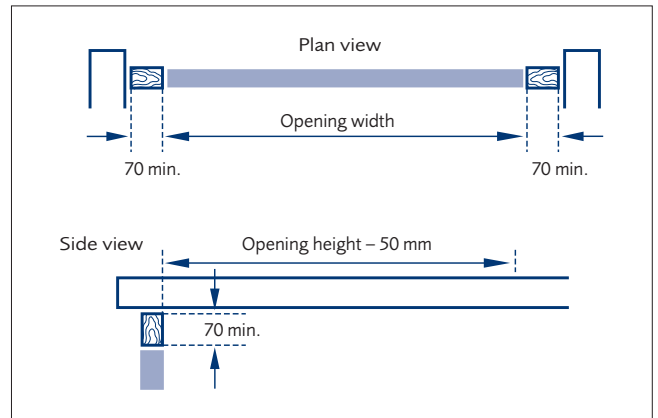 Plan view
Opening width
70 min.
70 min.
Side view
Opening height – 50 mm
70 min.